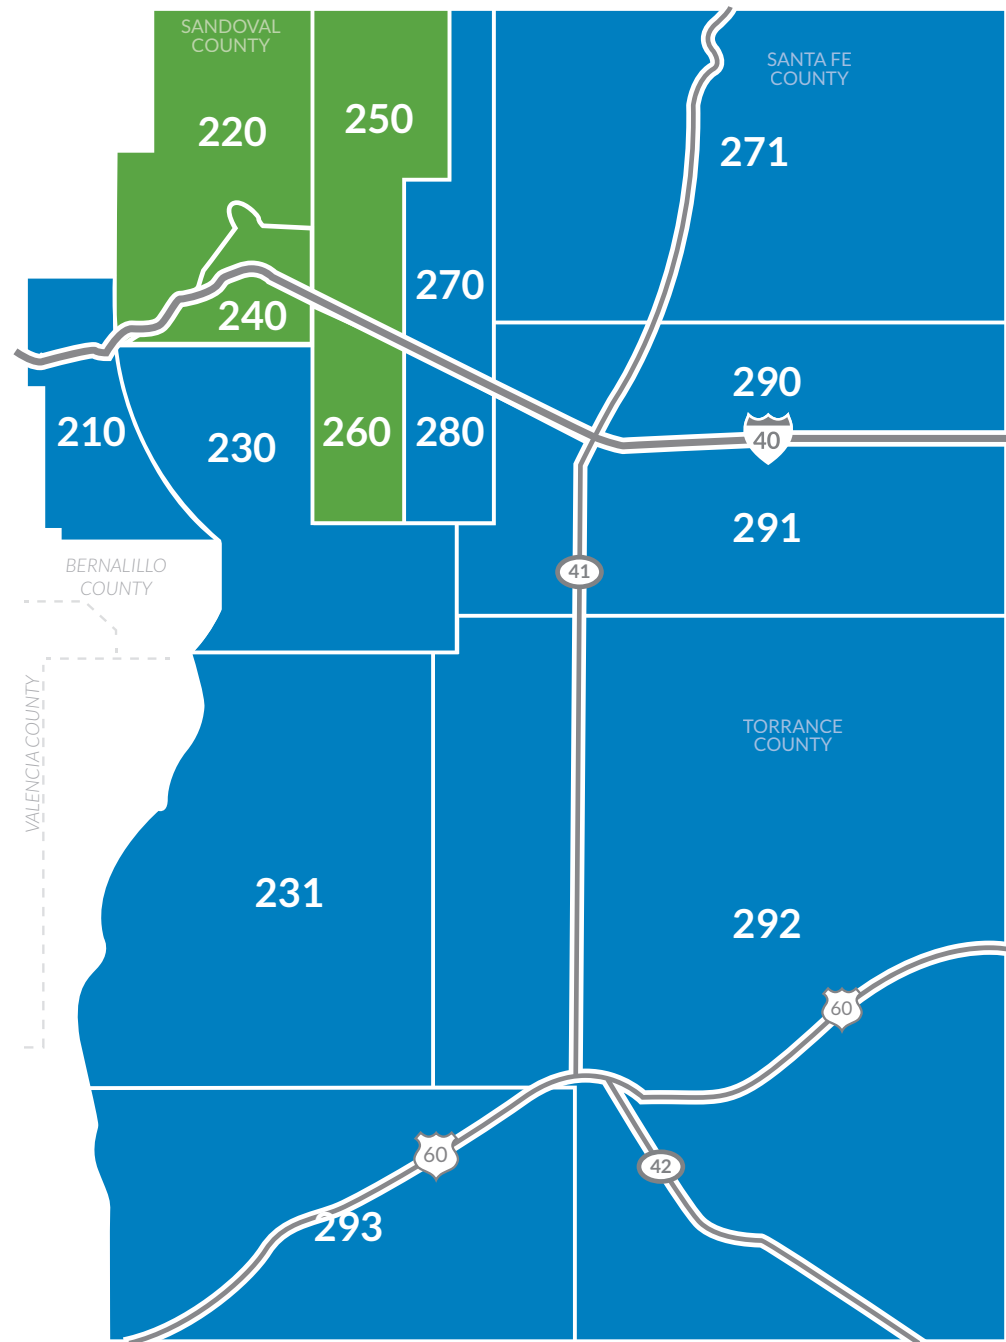 SANDOVAL
COUNTY
SANTA FE
COUNTY
220
250
271
270
240
290
40
210
230
260
280
291
BERNALILLO
COUNTY
41
VALENCIA COUNTY
TORRANCE
COUNTY
231
292
60
60
42
293